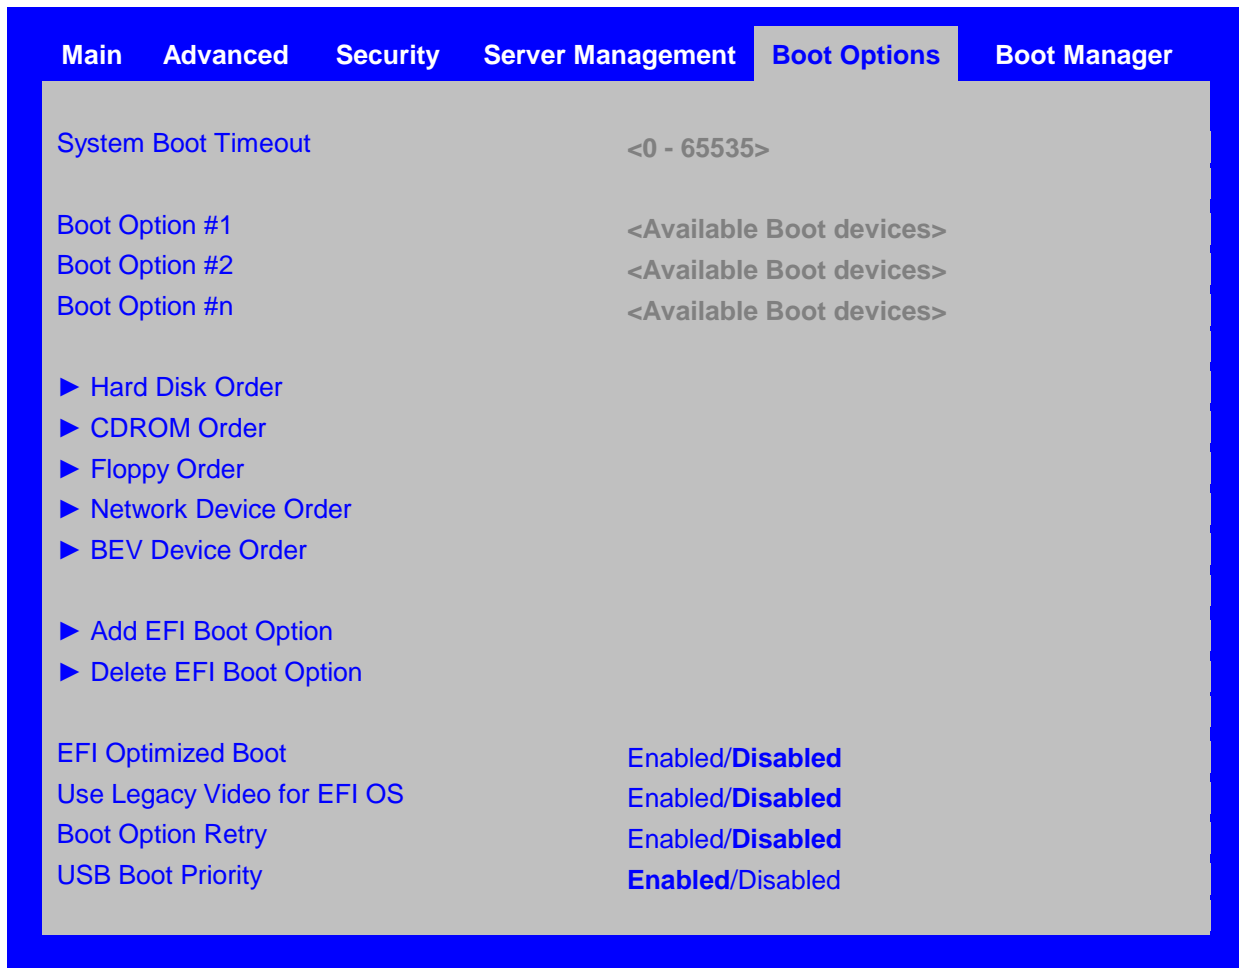 Main Advanced Security Server Management Boot Options Boot Manager
System Boot Timeout <0 - 65535>
Boot Option #1 <Available Boot devices>
Boot Option #2 <Available Boot devices>
Boot Option #n <Available Boot devices>
► Hard Disk Order
► CDROM Order
► Floppy Order
► Network Device Order
► BEV Device Order
► Add EFI Boot Option
► Delete EFI Boot Option
EFI Optimized Boot Enabled/Disabled
Use Legacy Video for EFI OS Enabled/Disabled
Boot Option Retry Enabled/Disabled
USB Boot Priority Enabled/Disabled